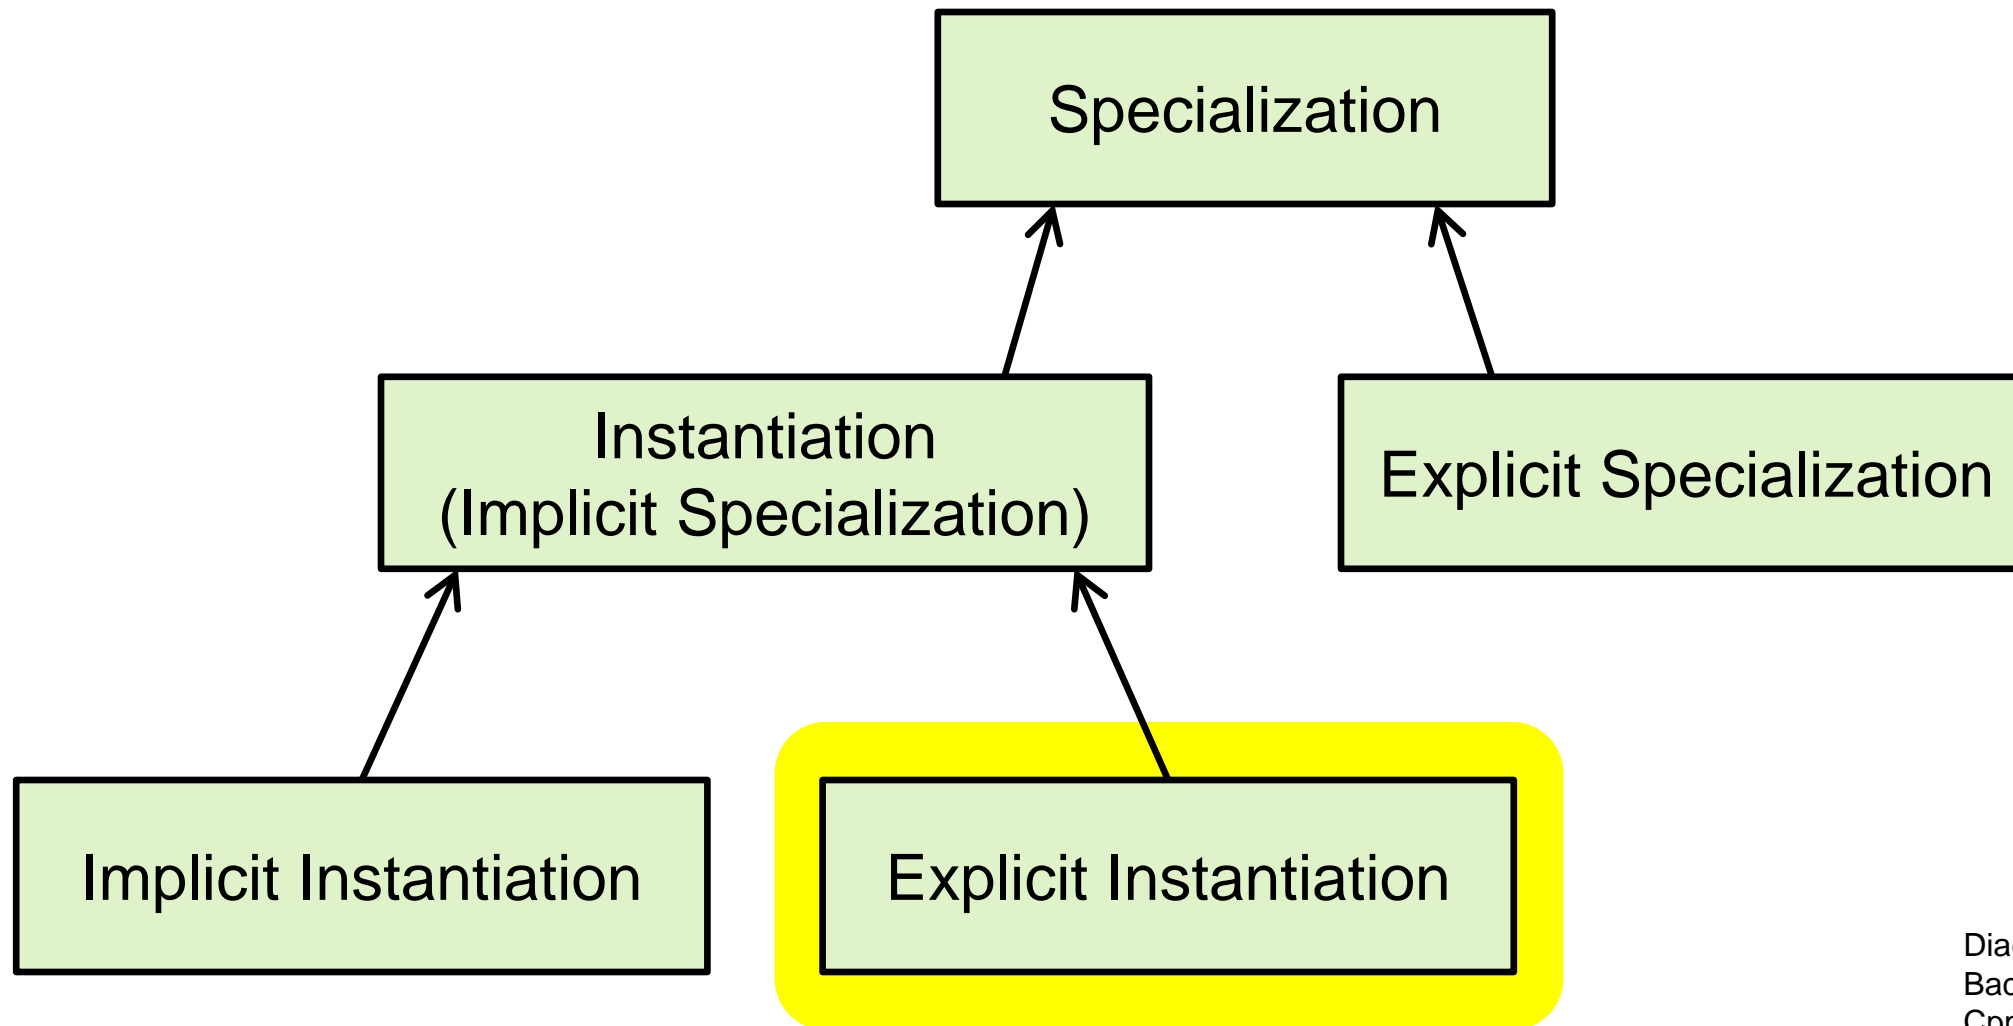 Specialization
Instantiation
(Implicit Specialization)
Explicit Specialization
Implicit Instantiation
Explicit Instantiation